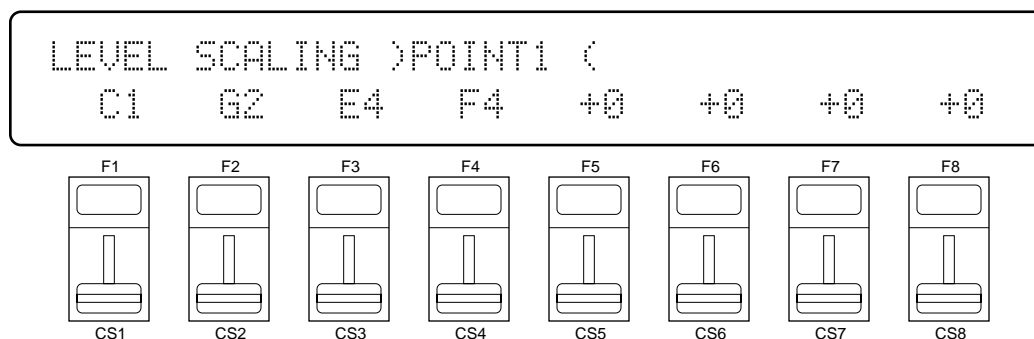 LEVEL SCALING >POINT1 <
C1 G2 E4 F4 +0 +0 +0 +0
F1 F2 F3 F4 F5 F6 F7 F8
CS1 CS2 CS3 CS4 CS5 CS6 CS7 CS8